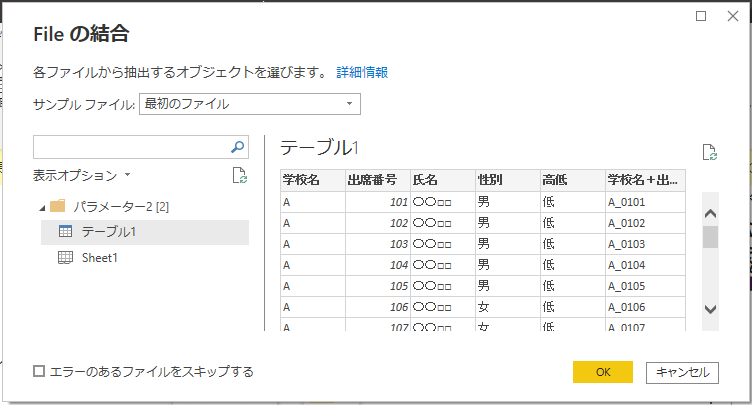 File の結合
各ファイルから抽出するオブジェクトを選びます。 詳細情報
サンプル ファイル: 最初のファイル
表示オプション
パラメーター2 [2]
テーブル1
Sheet1
テーブル1
学校名 出席番号 氏名 性別 高低 学校名＋出...
A 101 〇〇□□ 男 低 A_0101
A 102 〇〇□□ 男 低 A_0102
A 103 〇〇□□ 男 低 A_0103
A 104 〇〇□□ 男 低 A_0104
A 105 〇〇□□ 男 低 A_0105
A 106 〇〇□□ 女 低 A_0106
A 107 〇〇□□ 女 低 A_0107
エラーのあるファイルをスキップする
OK キャンセル